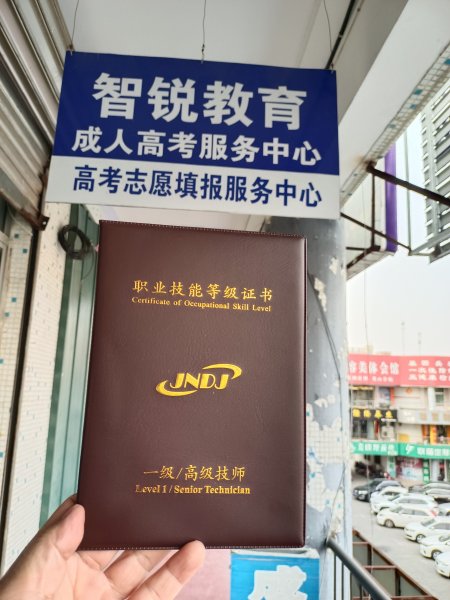 智锐教育
成人高考服务中心
高考志愿填报服务中心
职业技能等级证书
Certificate of Occupational Skill Level
JNDJ
一级/高级技师
Level 1 / Senior Technician